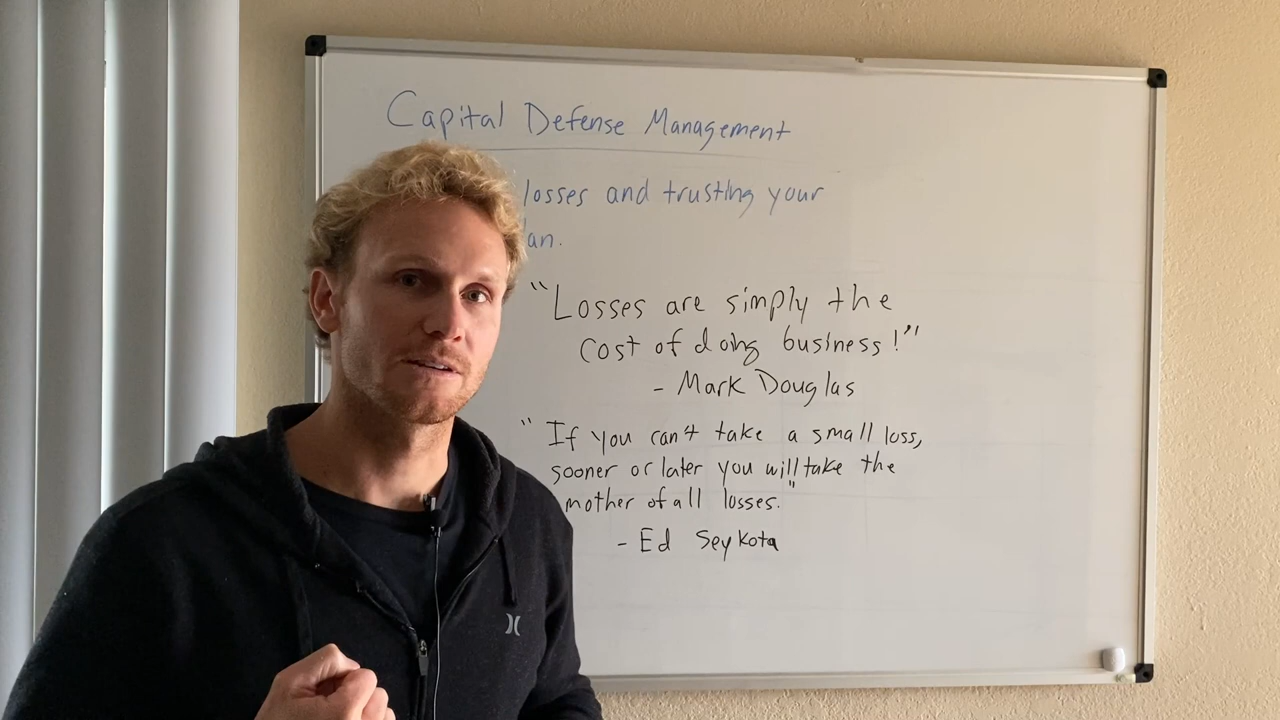 Capital Defense Management
losses and trusting your
an.
“Losses are simply the
cost of doing business!”
- Mark Douglas
“If you can't take a small loss,
sooner or later you will take the
mother of all losses."
- Ed Seykota